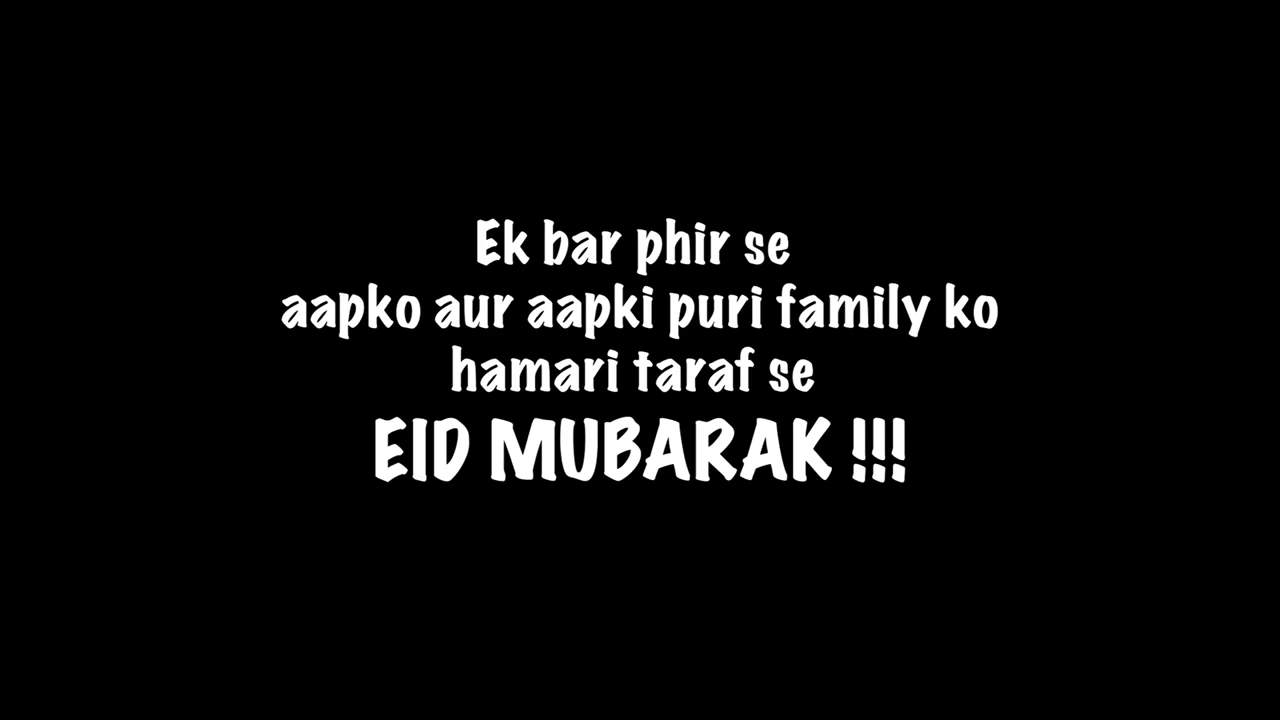 Ek bar phir se
aapko aur aapki puri family ko
hamari taraf se
EID MUBARAK !!!